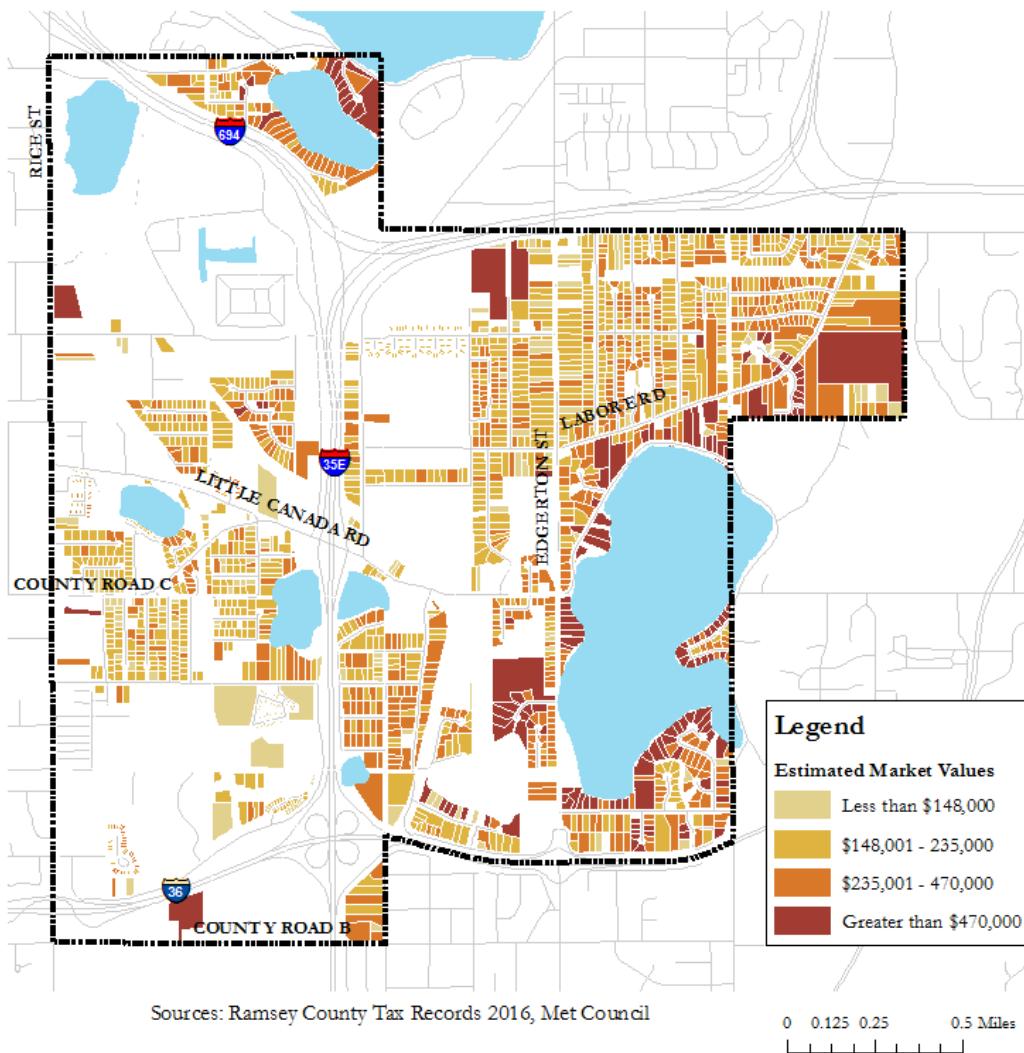 RICE ST
694
LABORE RD
EDGERTON ST
35E
LITTLE CANADA RD
COUNTY ROAD C
36
COUNTY ROAD B
Legend
Estimated Market Values
Less than $148,000
$148,001 - 235,000
$235,001 - 470,000
Greater than $470,000
Sources: Ramsey County Tax Records 2016, Met Council
0 0.125 0.25 0.5 Miles